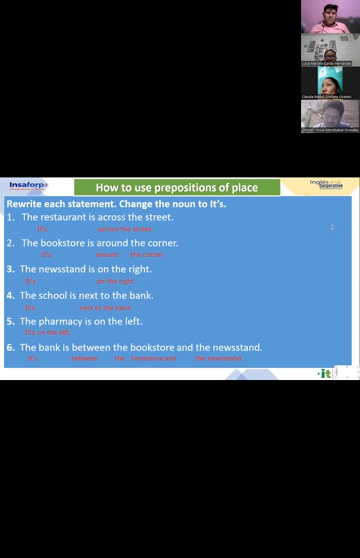 Insaforp
How to use prepositions of place
Inglés
Corporativo
Rewrite each statement. Change the noun to It's.
1. The restaurant is across the street.
It's across the street.
2. The bookstore is around the corner.
It's around the corner
3. The newsstand is on the right.
It's on the right.
4. The school is next to the bank.
It's next to the bank.
5. The pharmacy is on the left.
It's on the left.
6. The bank is between the bookstore and the newsstand.
It's between the bookstore and the newsstand.
it